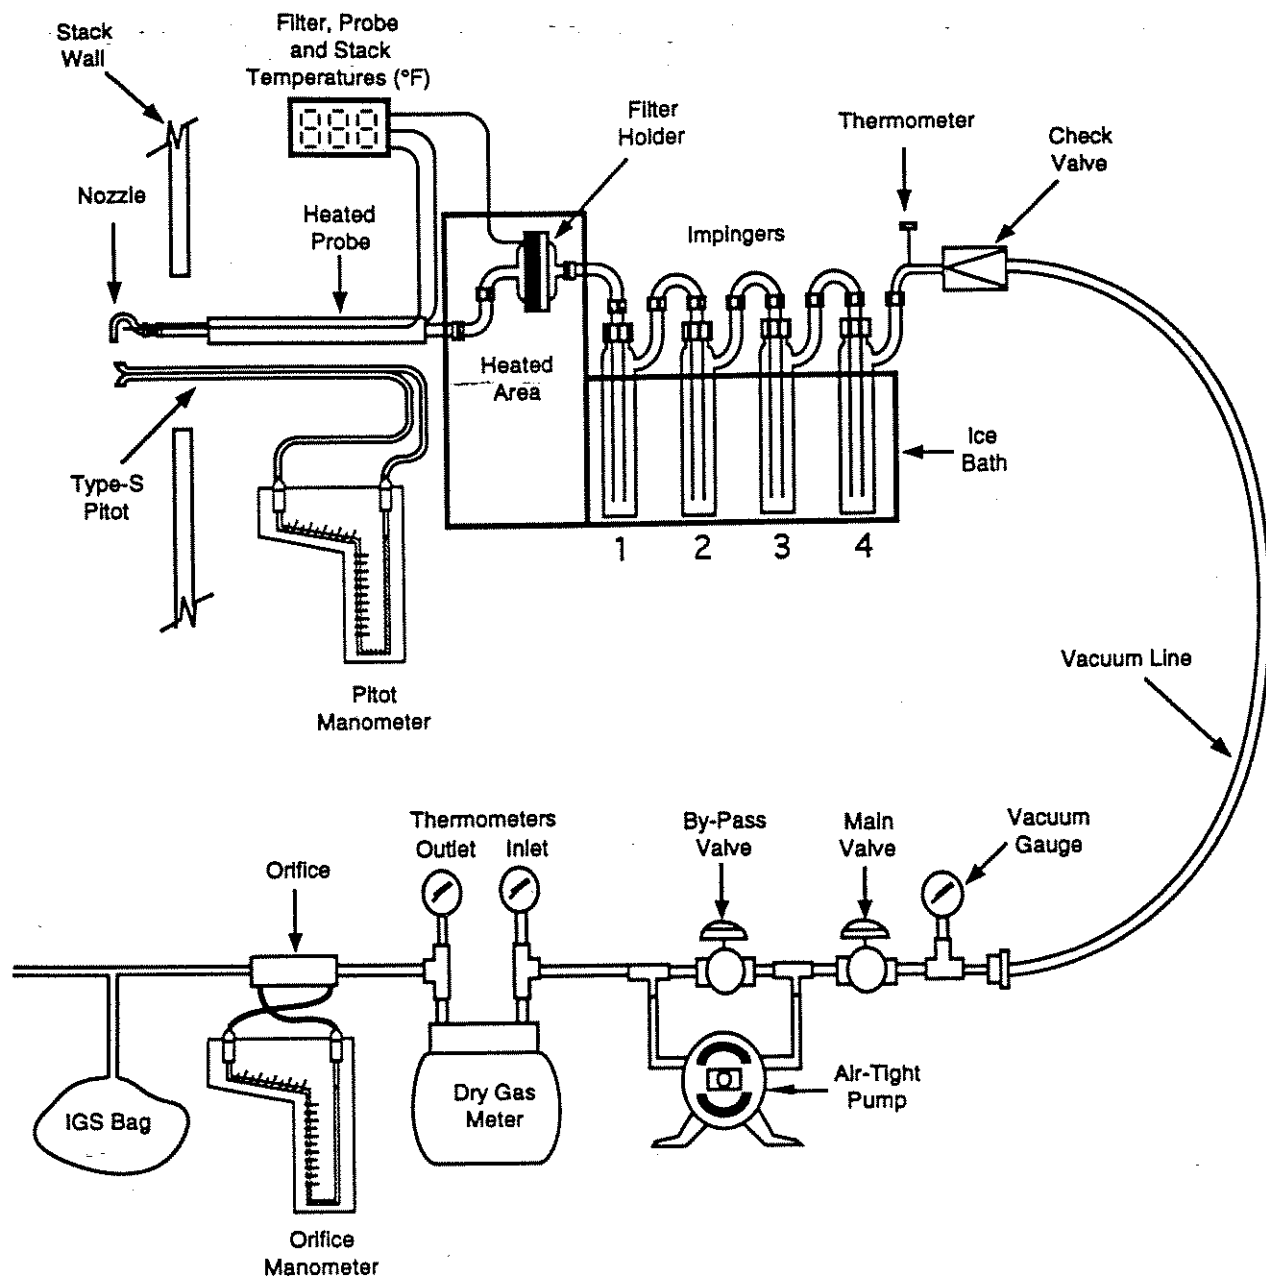 Stack
Wall
Filter, Probe
and Stack
Temperatures (°F)
888
Filter
Holder
Thermometer
Check
Valve
Nozzle
Heated
Probe
Impingers
Heated
Area
Ice
Bath
Type-S
Pitot
1 2 3 4
Pitot
Manometer
Vacuum Line
Thermometers
Outlet Inlet
By-Pass
Valve
Main
Valve
Vacuum
Gauge
Orifice
Air-Tight
Pump
Dry Gas
Meter
IGS Bag
Orifice
Manometer